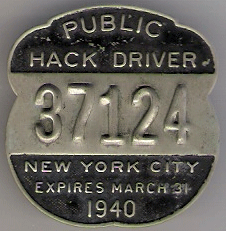 PUBLIC
HACK DRIVER
37124
NEW YORK CITY
EXPIRES MARCH 31
1940